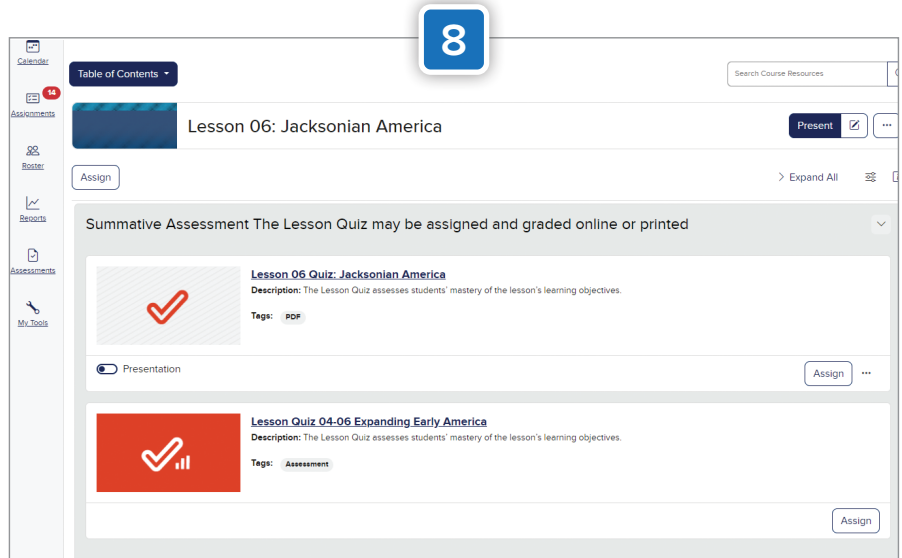 8
Calendar
Table of Contents
Search Course Resources
14
Assignments
Lesson 06: Jacksonian America
Present
Roster
Assign
Expand All
Reports
Summative Assessment The Lesson Quiz may be assigned and graded online or printed
Assessments
Lesson 06 Quiz: Jacksonian America
Description: The Lesson Quiz assesses students' mastery of the lesson's learning objectives.
Tags: PDF
My Tools
Presentation
Assign
Lesson Quiz 04-06 Expanding Early America
Description: The Lesson Quiz assesses students' mastery of the lesson's learning objectives.
Tags: Assessment
Assign